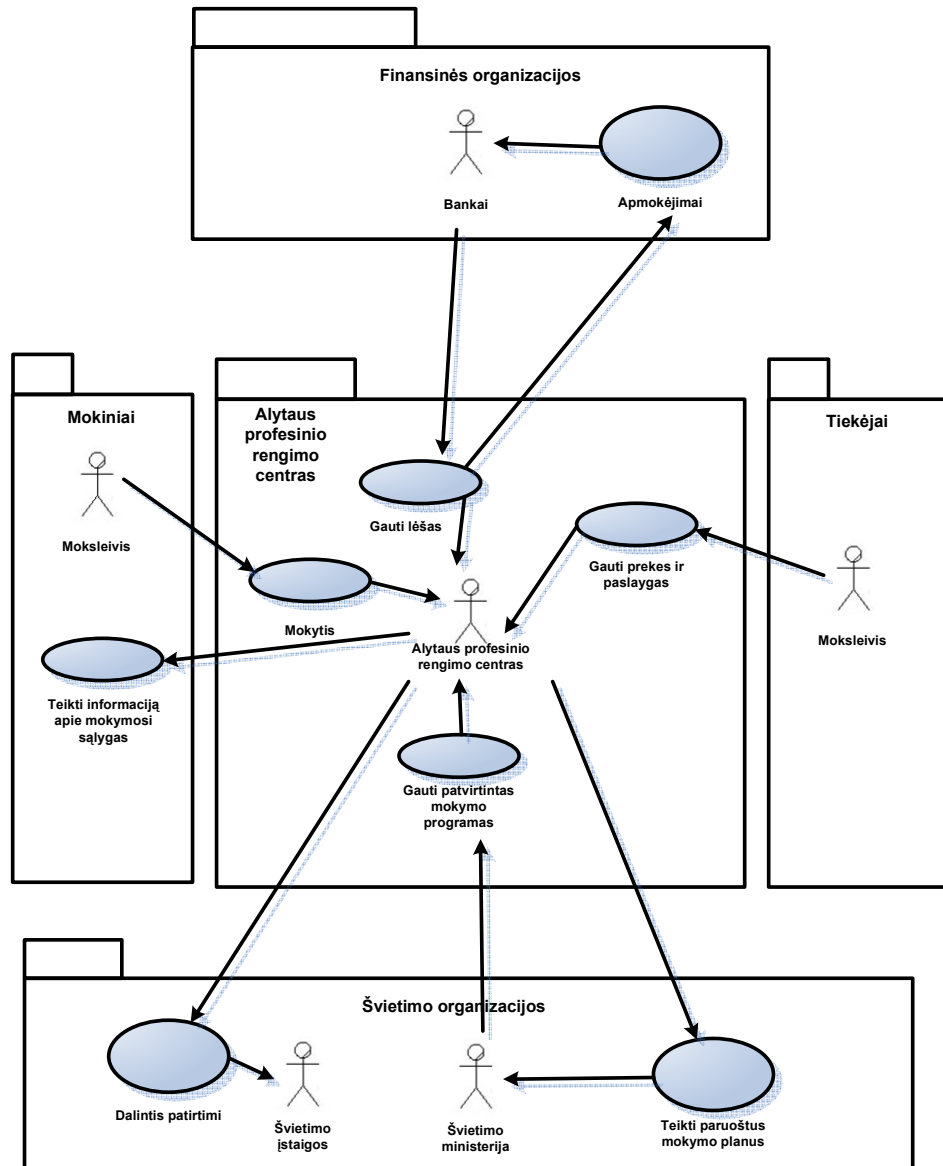 Finansinės organizacijos
Bankai
Apmokėjimai
Mokiniai
Moksleivis
Teikti informaciją
apie mokymosi
sąlygas
Alytaus
profesinio
rengimo
centras
Gauti lėšas
Gauti prekes ir
paslaygas
Mokytis
Alytaus profesinio
rengimo centras
Gauti patvirtintas
mokymo
programas
Tiekėjai
Moksleivis
Švietimo organizacijos
Dalintis patirtimi
Švietimo
įstaigos
Švietimo
ministerija
Teikti paruoštus
mokymo planus